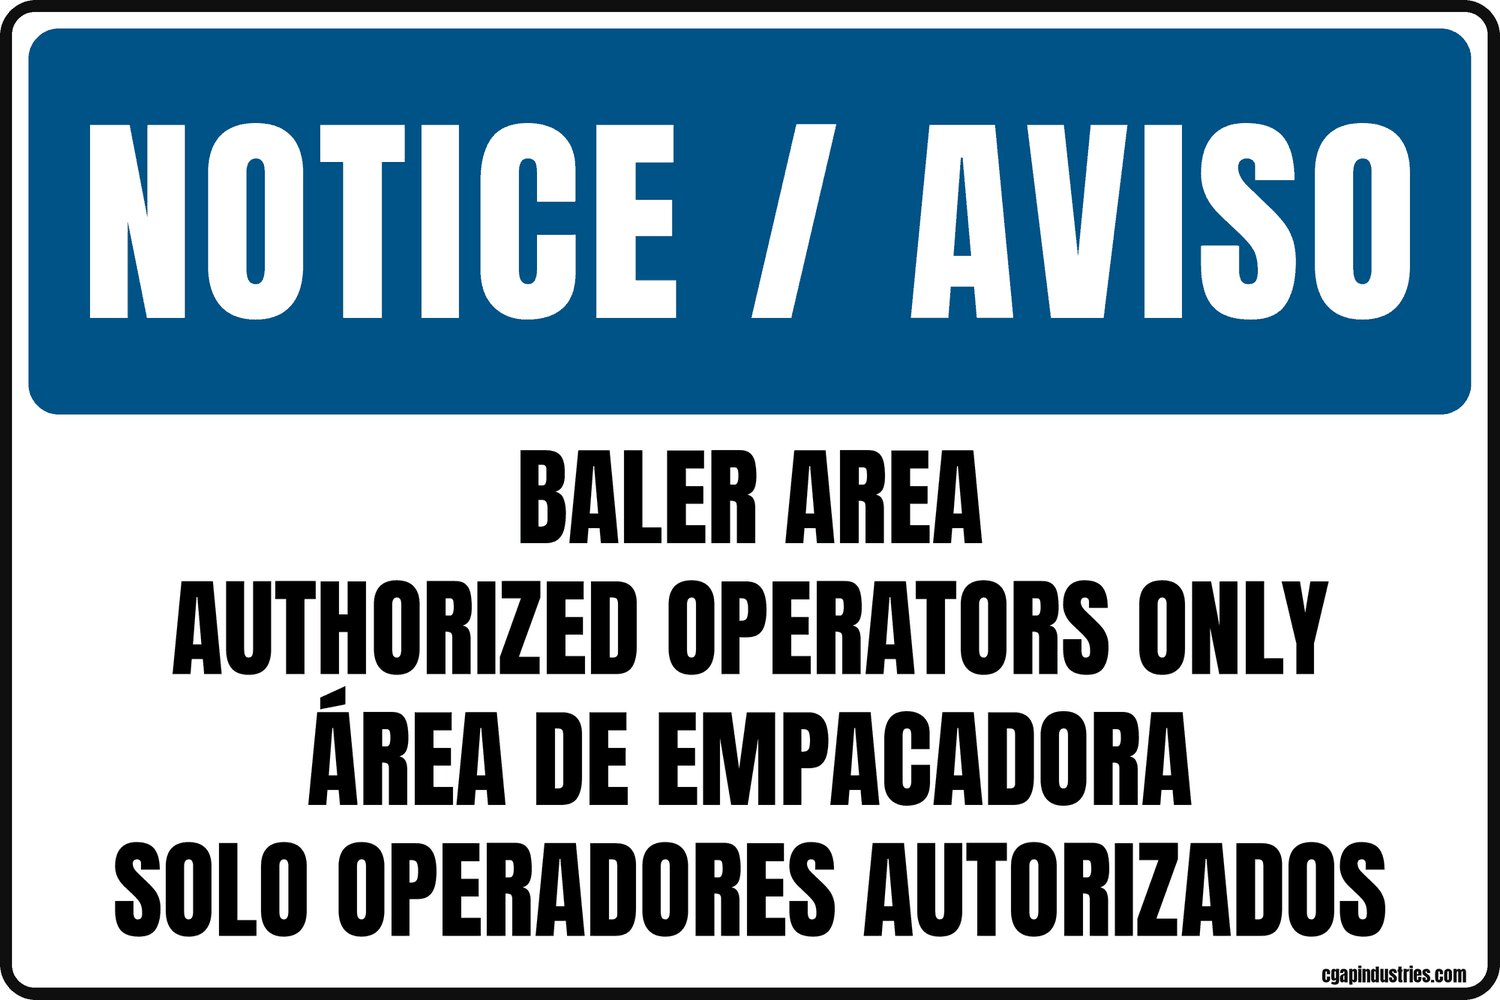 NOTICE / AVISO
BALER AREA
AUTHORIZED OPERATORS ONLY
ÁREA DE EMPACADORA
SOLO OPERADORES AUTORIZADOS
cgapindustries.com